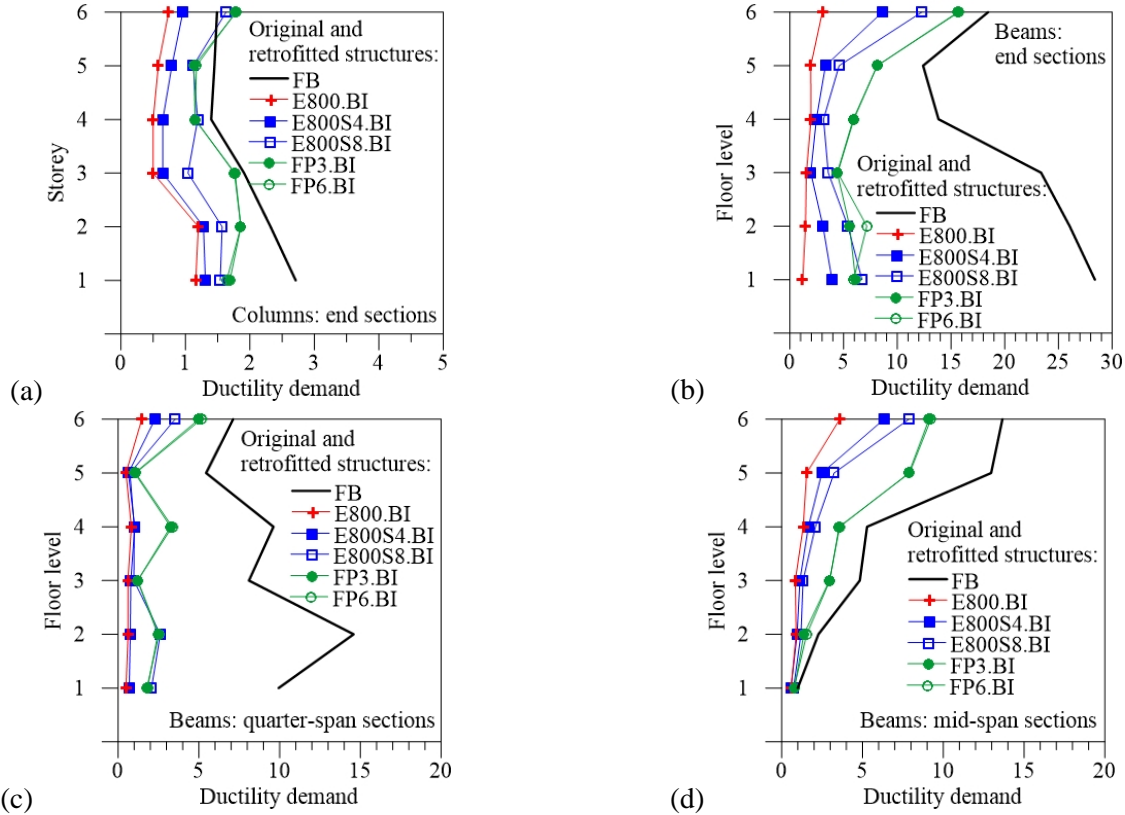 6
5
4
3
2
1
Storey
Original and
retrofitted structures:
FB
E800.BI
E800S4.BI
E800S8.BI
FP3.BI
FP6.BI
Columns: end sections
0 1 2 3 4 5
Ductility demand
(a)
6
5
4
3
2
1
Floor level
Beams:
end sections
Original and
retrofitted structures:
FB
E800.BI
E800S4.BI
E800S8.BI
FP3.BI
FP6.BI
0 5 10 15 20 25 30
Ductility demand
(b)
6
5
4
3
2
1
Floor level
Original and
retrofitted structures:
FB
E800.BI
E800S4.BI
E800S8.BI
FP3.BI
FP6.BI
Beams: quarter-span sections
0 5 10 15 20
Ductility demand
(c)
6
5
4
3
2
1
Floor level
Original and
retrofitted structures:
FB
E800.BI
E800S4.BI
E800S8.BI
FP3.BI
FP6.BI
Beams: mid-span sections
0 5 10 15 20
Ductility demand
(d)